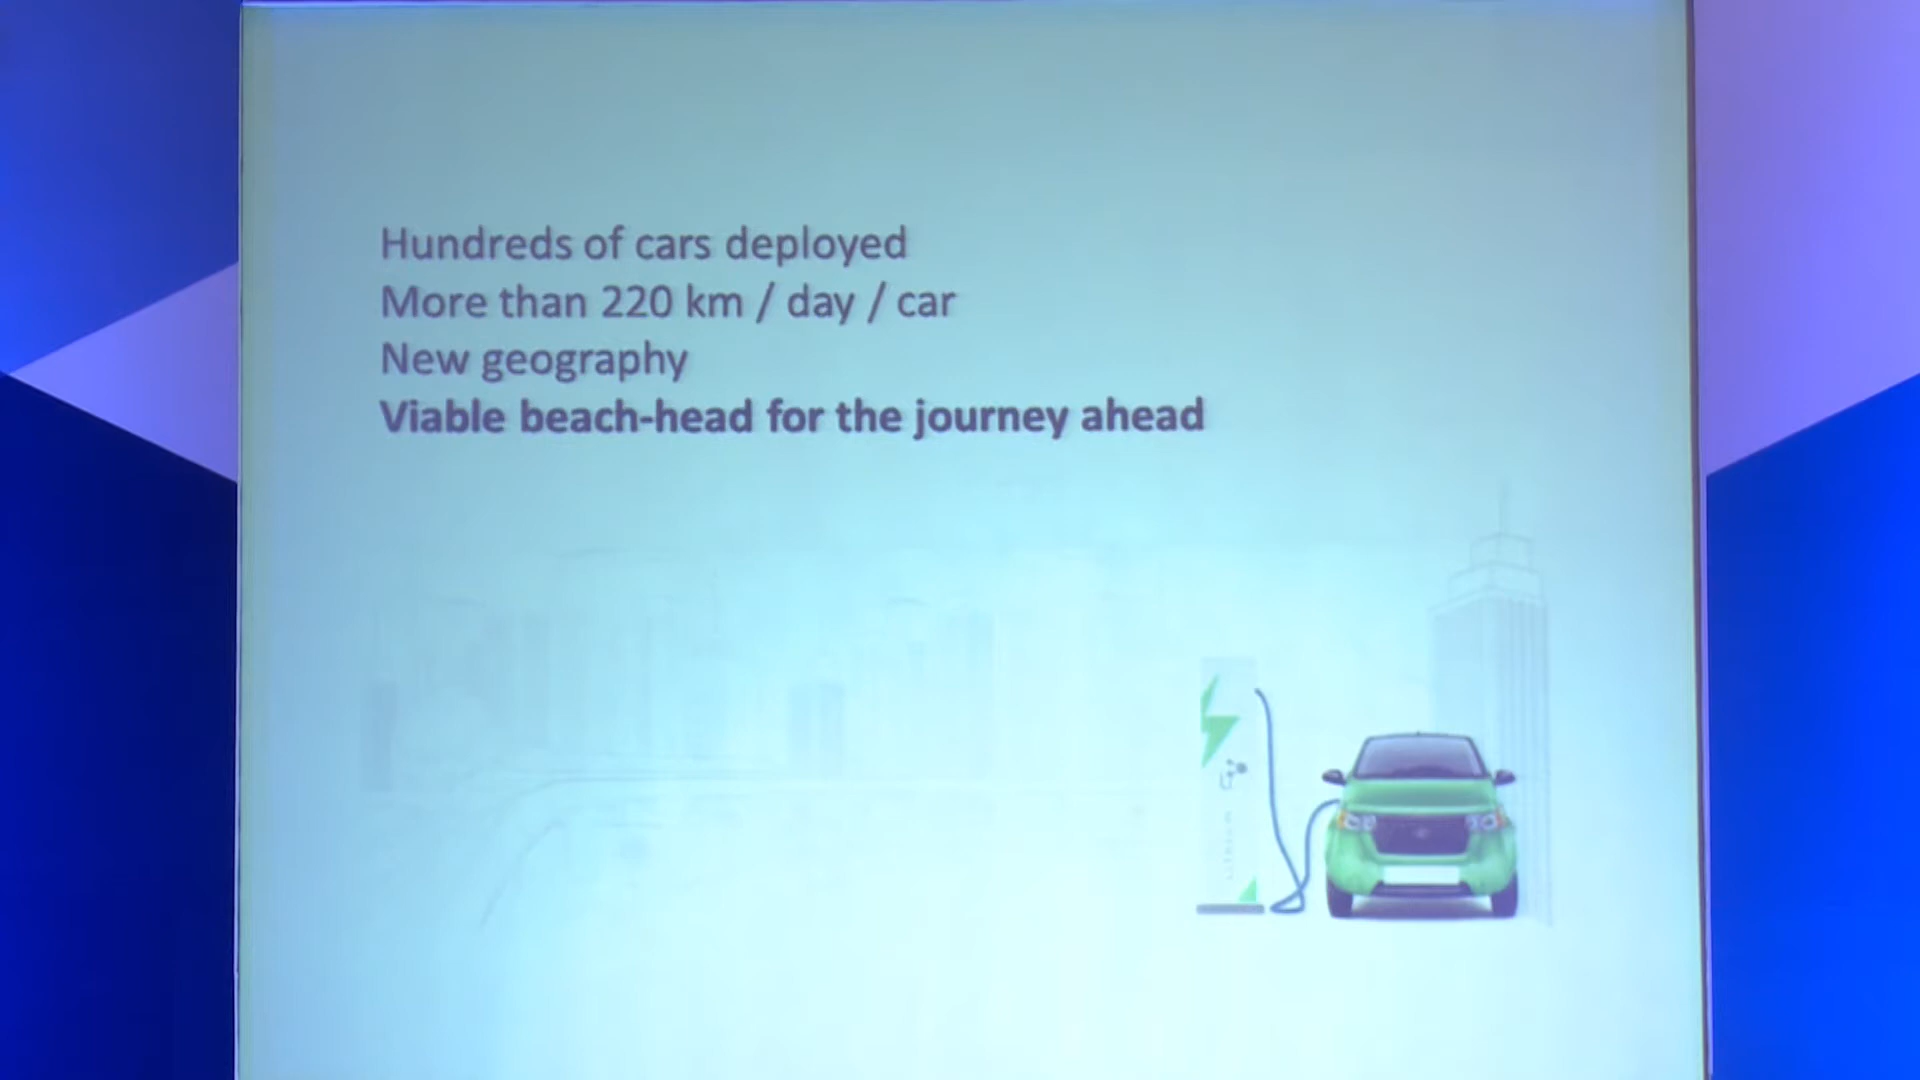 Hundreds of cars deployed
More than 220 km / day / car
New geography
Viable beach-head for the journey ahead